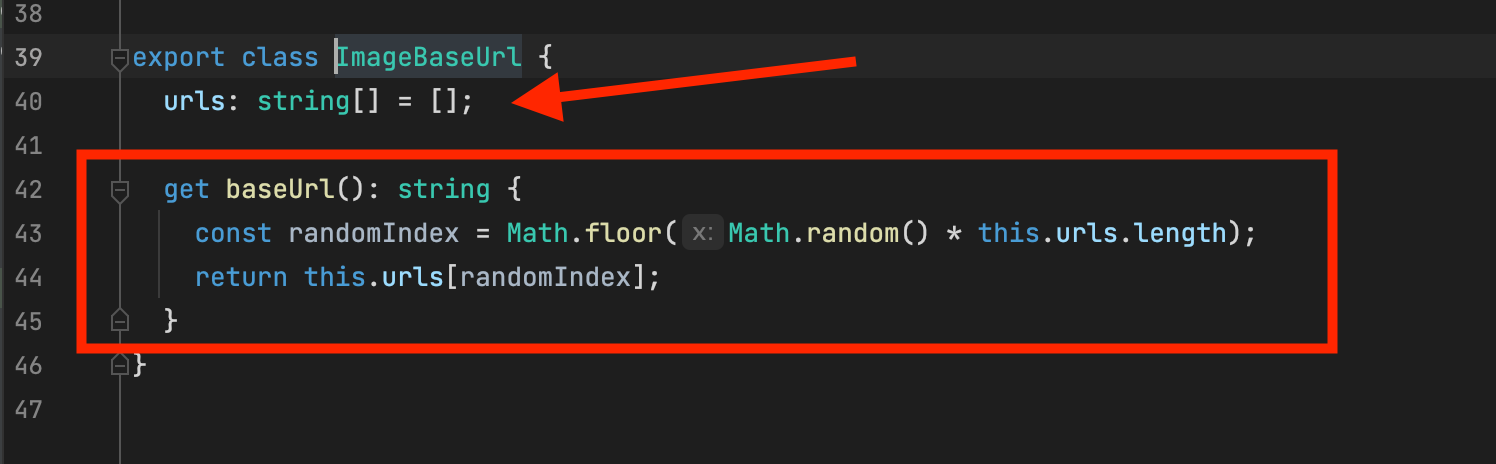 38
39 export class ImageBaseUrl {
40 urls: string[] = [];
41
42 get baseUrl(): string {
43 const randomIndex = Math.floor( x: Math.random() * this.urls.length);
44 return this.urls[randomIndex];
45 }
46 }
47